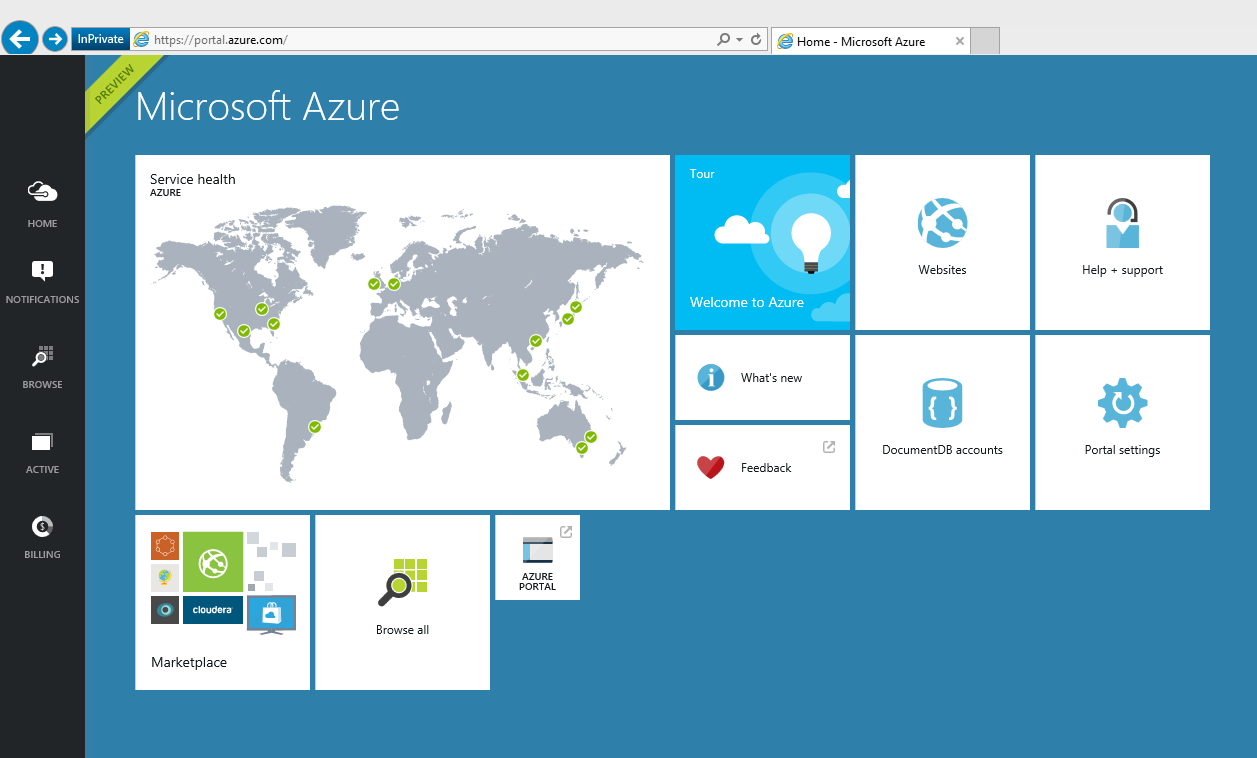 InPrivate
https://portal.azure.com/
Home - Microsoft Azure
PREVIEW
Microsoft Azure
HOME
NOTIFICATIONS
BROWSE
ACTIVE
BILLING
Service health
AZURE
Tour
Welcome to Azure
Websites
Help + support
What's new
Feedback
DocumentDB accounts
Portal settings
cloudera
Marketplace
Browse all
AZURE
PORTAL